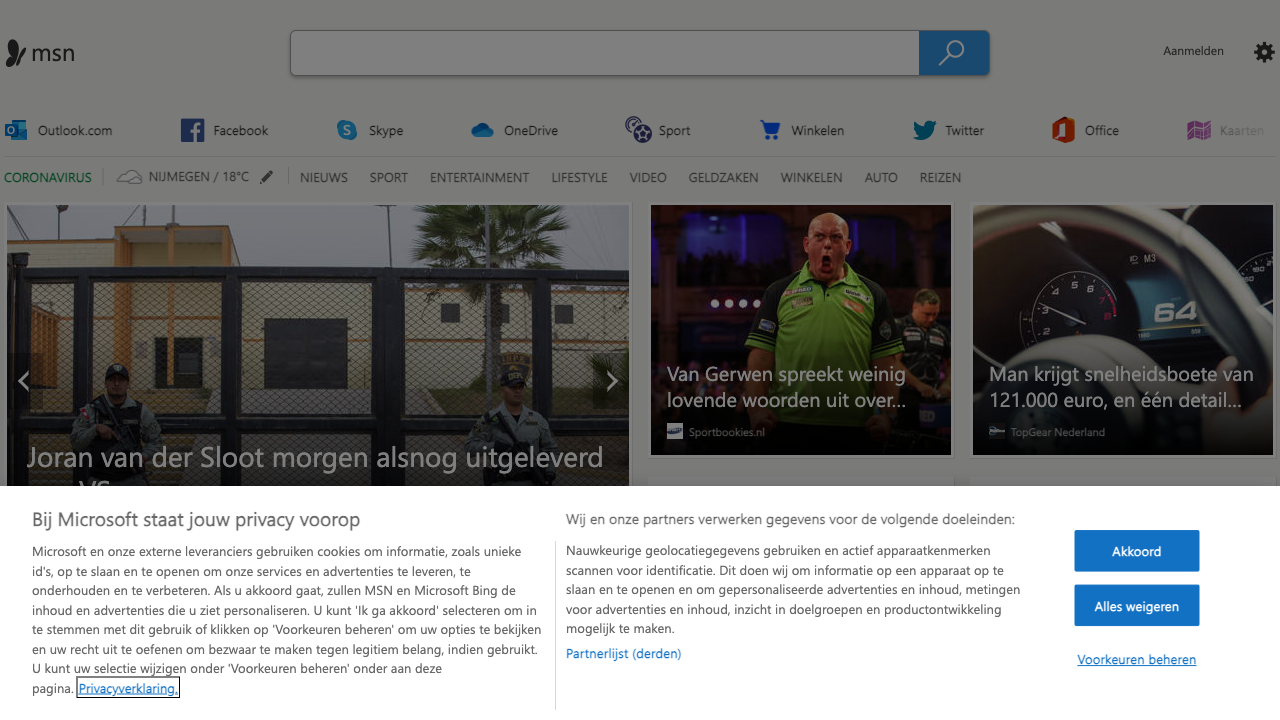 msn
Aanmelden
Outlook.com
Facebook
Skype
OneDrive
Sport
Winkelen
Twitter
Office
Kaarten
CORONAVIRUS
NIJMEGEN / 18°C
NIEUWS
SPORT
ENTERTAINMENT
LIFESTYLE
VIDEO
GELDZAKEN
WINKELEN
AUTO
REIZEN
Joran van der Sloot morgen alsnog uitgeleverd
M3
64
Van Gerwen spreekt weinig
lovende woorden uit over...
Sportbookies.nl
Man krijgt snelheidsboete van
121.000 euro, en één detail...
TopGear Nederland
Bij Microsoft staat jouw privacy voorop
Microsoft en onze externe leveranciers gebruiken cookies om informatie, zoals unieke
id's, op te slaan en te openen om onze services en advertenties te leveren, te
onderhouden en te verbeteren. Als u akkoord gaat, zullen MSN en Microsoft Bing de
inhoud en advertenties die u ziet personaliseren. U kunt 'Ik ga akkoord' selecteren om in
te stemmen met dit gebruik of klikken op 'Voorkeuren beheren' om uw opties te bekijken
en uw recht uit te oefenen om bezwaar te maken tegen legitiem belang, indien gebruikt.
U kunt uw selectie wijzigen onder 'Voorkeuren beheren' onder aan deze
pagina. Privacyverklaring.
Wij en onze partners verwerken gegevens voor de volgende doeleinden:
Nauwkeurige geolocatiegegevens gebruiken en actief apparaatkenmerken
scannen voor identificatie. Dit doen wij om informatie op een apparaat op te
slaan en te openen en om gepersonaliseerde advertenties en inhoud, metingen
voor advertenties en inhoud, inzicht in doelgroepen en productontwikkeling
mogelijk te maken.
Partnerlijst (derden)
Akkoord
Alles weigeren
Voorkeuren beheren